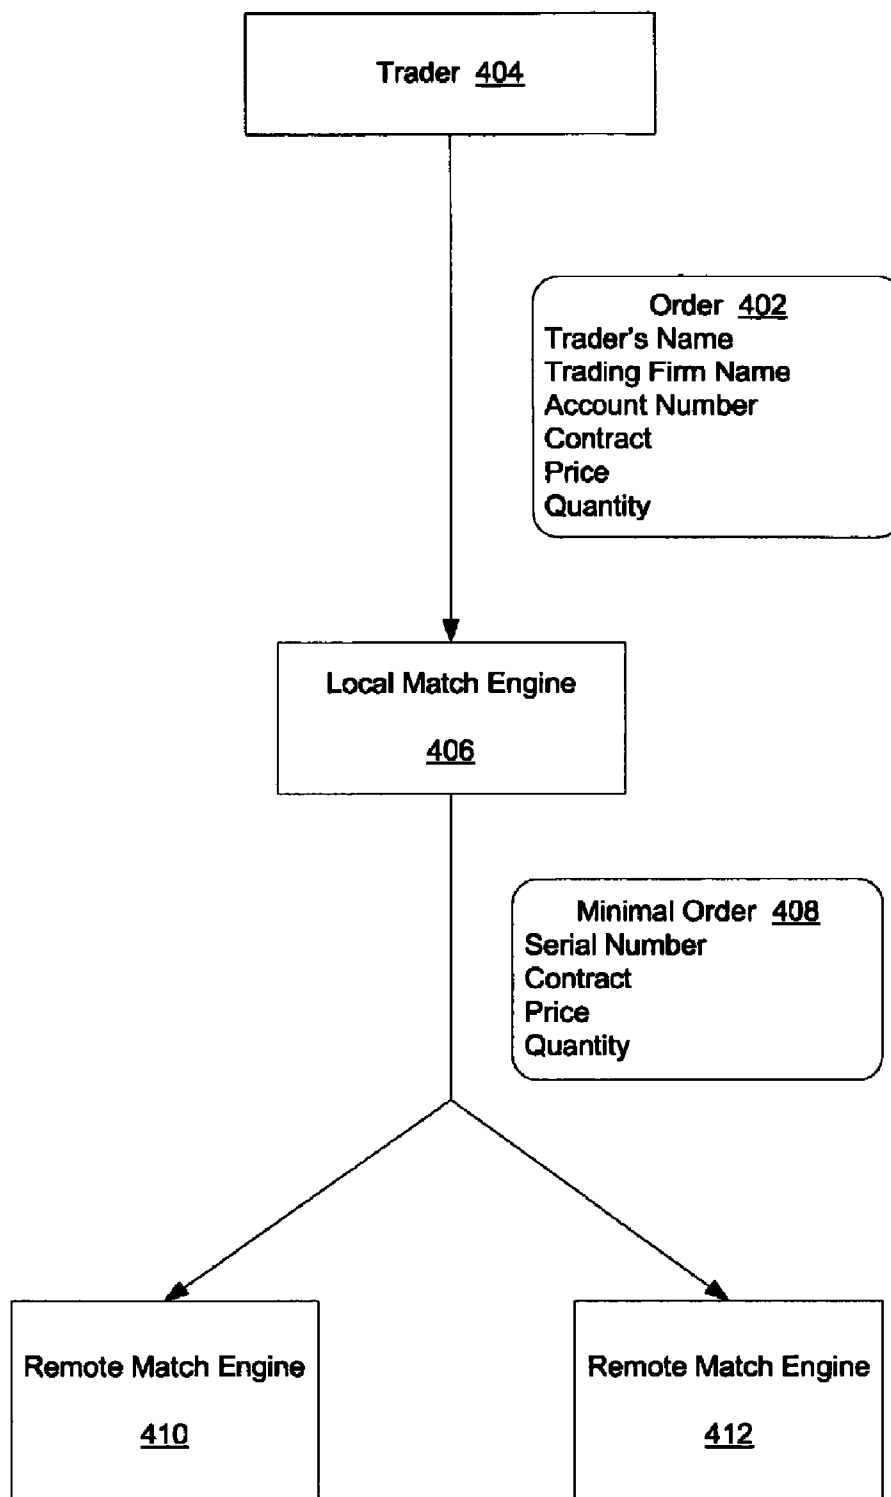 Trader 404
Order 402
Trader's Name
Trading Firm Name
Account Number
Contract
Price
Quantity
Local Match Engine
406
Minimal Order 408
Serial Number
Contract
Price
Quantity
Remote Match Engine
410
Remote Match Engine
412